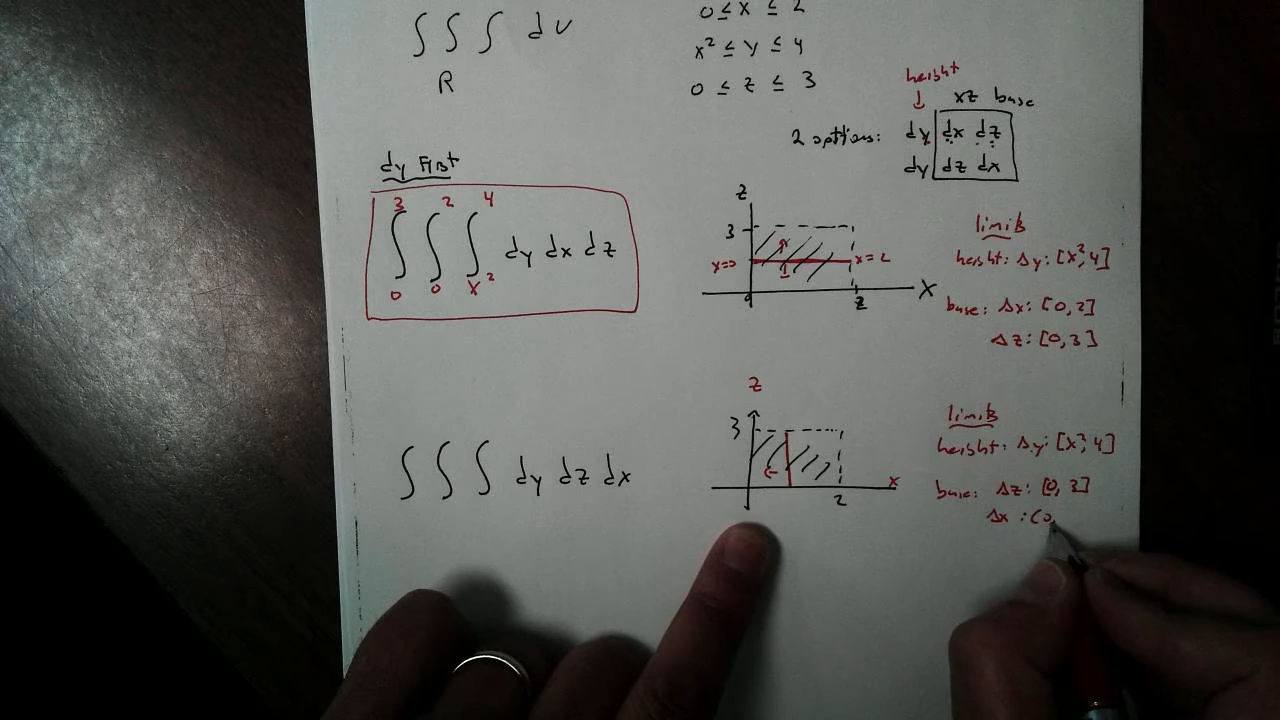 ∫ ∫ ∫ dv
R
0 ≤ x ≤ 2
x² ≤ y ≤ 4
0 ≤ z ≤ 3
height
↓ xz base
2 options: dy dx dz
dy dz dx
dy First
3 2 4
∫ ∫ ∫ dy dx dz
0 0 x²
z
3
x=0 x=2
0 2 x
limits
height: Δy: [x², 4]
base: Δx: [0, 2]
Δz: [0, 3]
∫ ∫ ∫ dy dz dx
z
3
x
2
limits
height: Δy: [x², 4]
base: Δz: [0, 3]
Δx: [0,